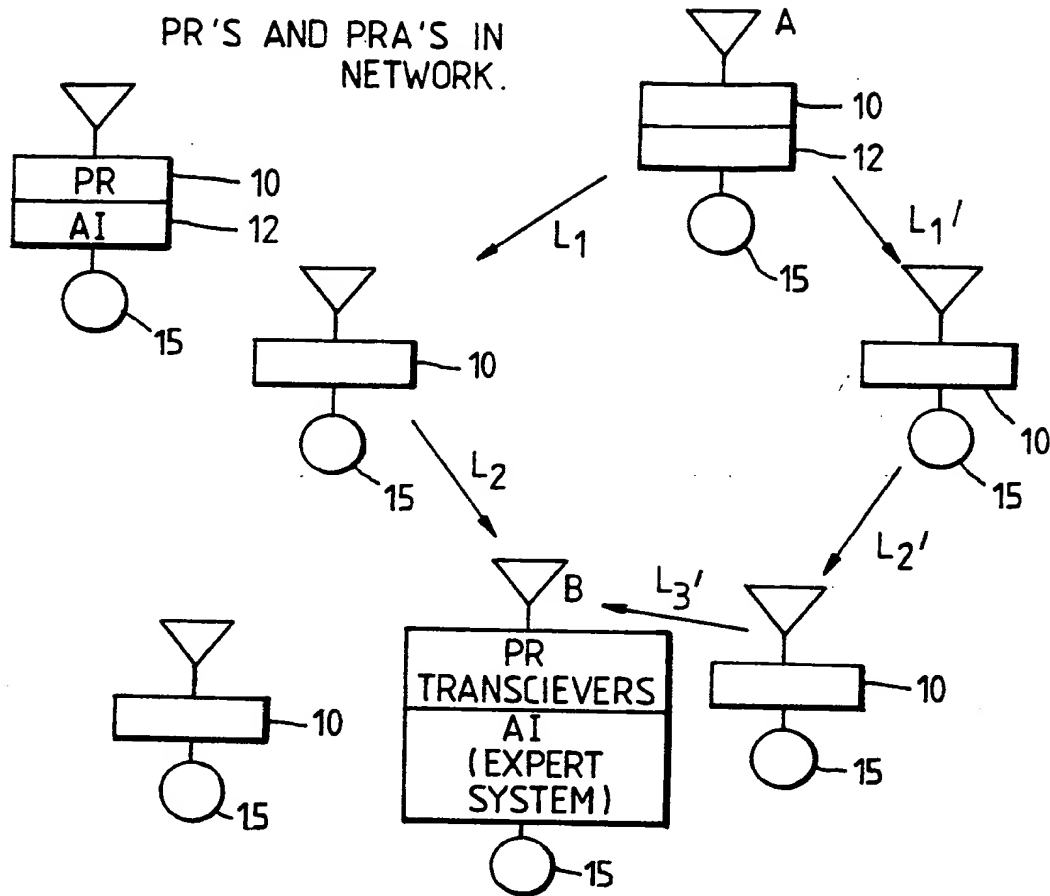 PR'S AND PRA'S IN
NETWORK.
A
10
12
15
PR
AI
10
12
15
L1
L1'
10
15
10
15
L2
L2'
B
L3'
PR
TRANSCIEVERS
AI
(EXPERT
SYSTEM)
15
10
15
10
15